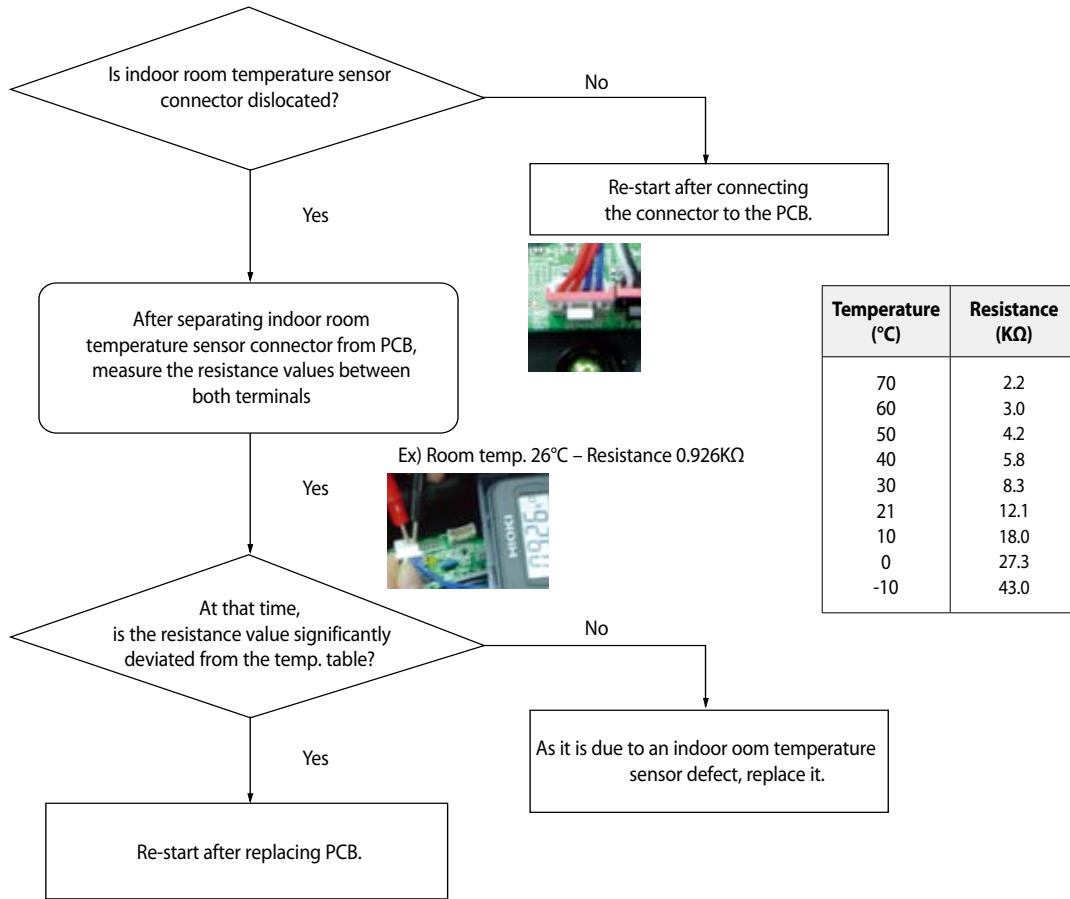 Is indoor room temperature sensor
connector dislocated?
No
Re-start after connecting
the connector to the PCB.
Yes
After separating indoor room
temperature sensor connector from PCB,
measure the resistance values between
both terminals
Temperature
(°C)
Resistance
(KΩ)
70 2.2
60 3.0
50 4.2
40 5.8
30 8.3
21 12.1
10 18.0
0 27.3
-10 43.0
Ex) Room temp. 26°C – Resistance 0.926KΩ
HIOKI
0.926
Yes
At that time,
is the resistance value significantly
deviated from the temp. table?
No
As it is due to an indoor oom temperature
sensor defect, replace it.
Yes
Re-start after replacing PCB.